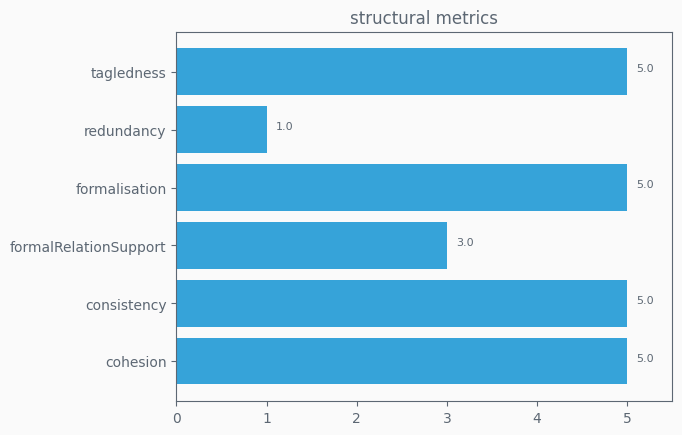 structural metrics
tagledness 5.0
redundancy 1.0
formalisation 5.0
formalRelationSupport 3.0
consistency 5.0
cohesion 5.0
0 1 2 3 4 5